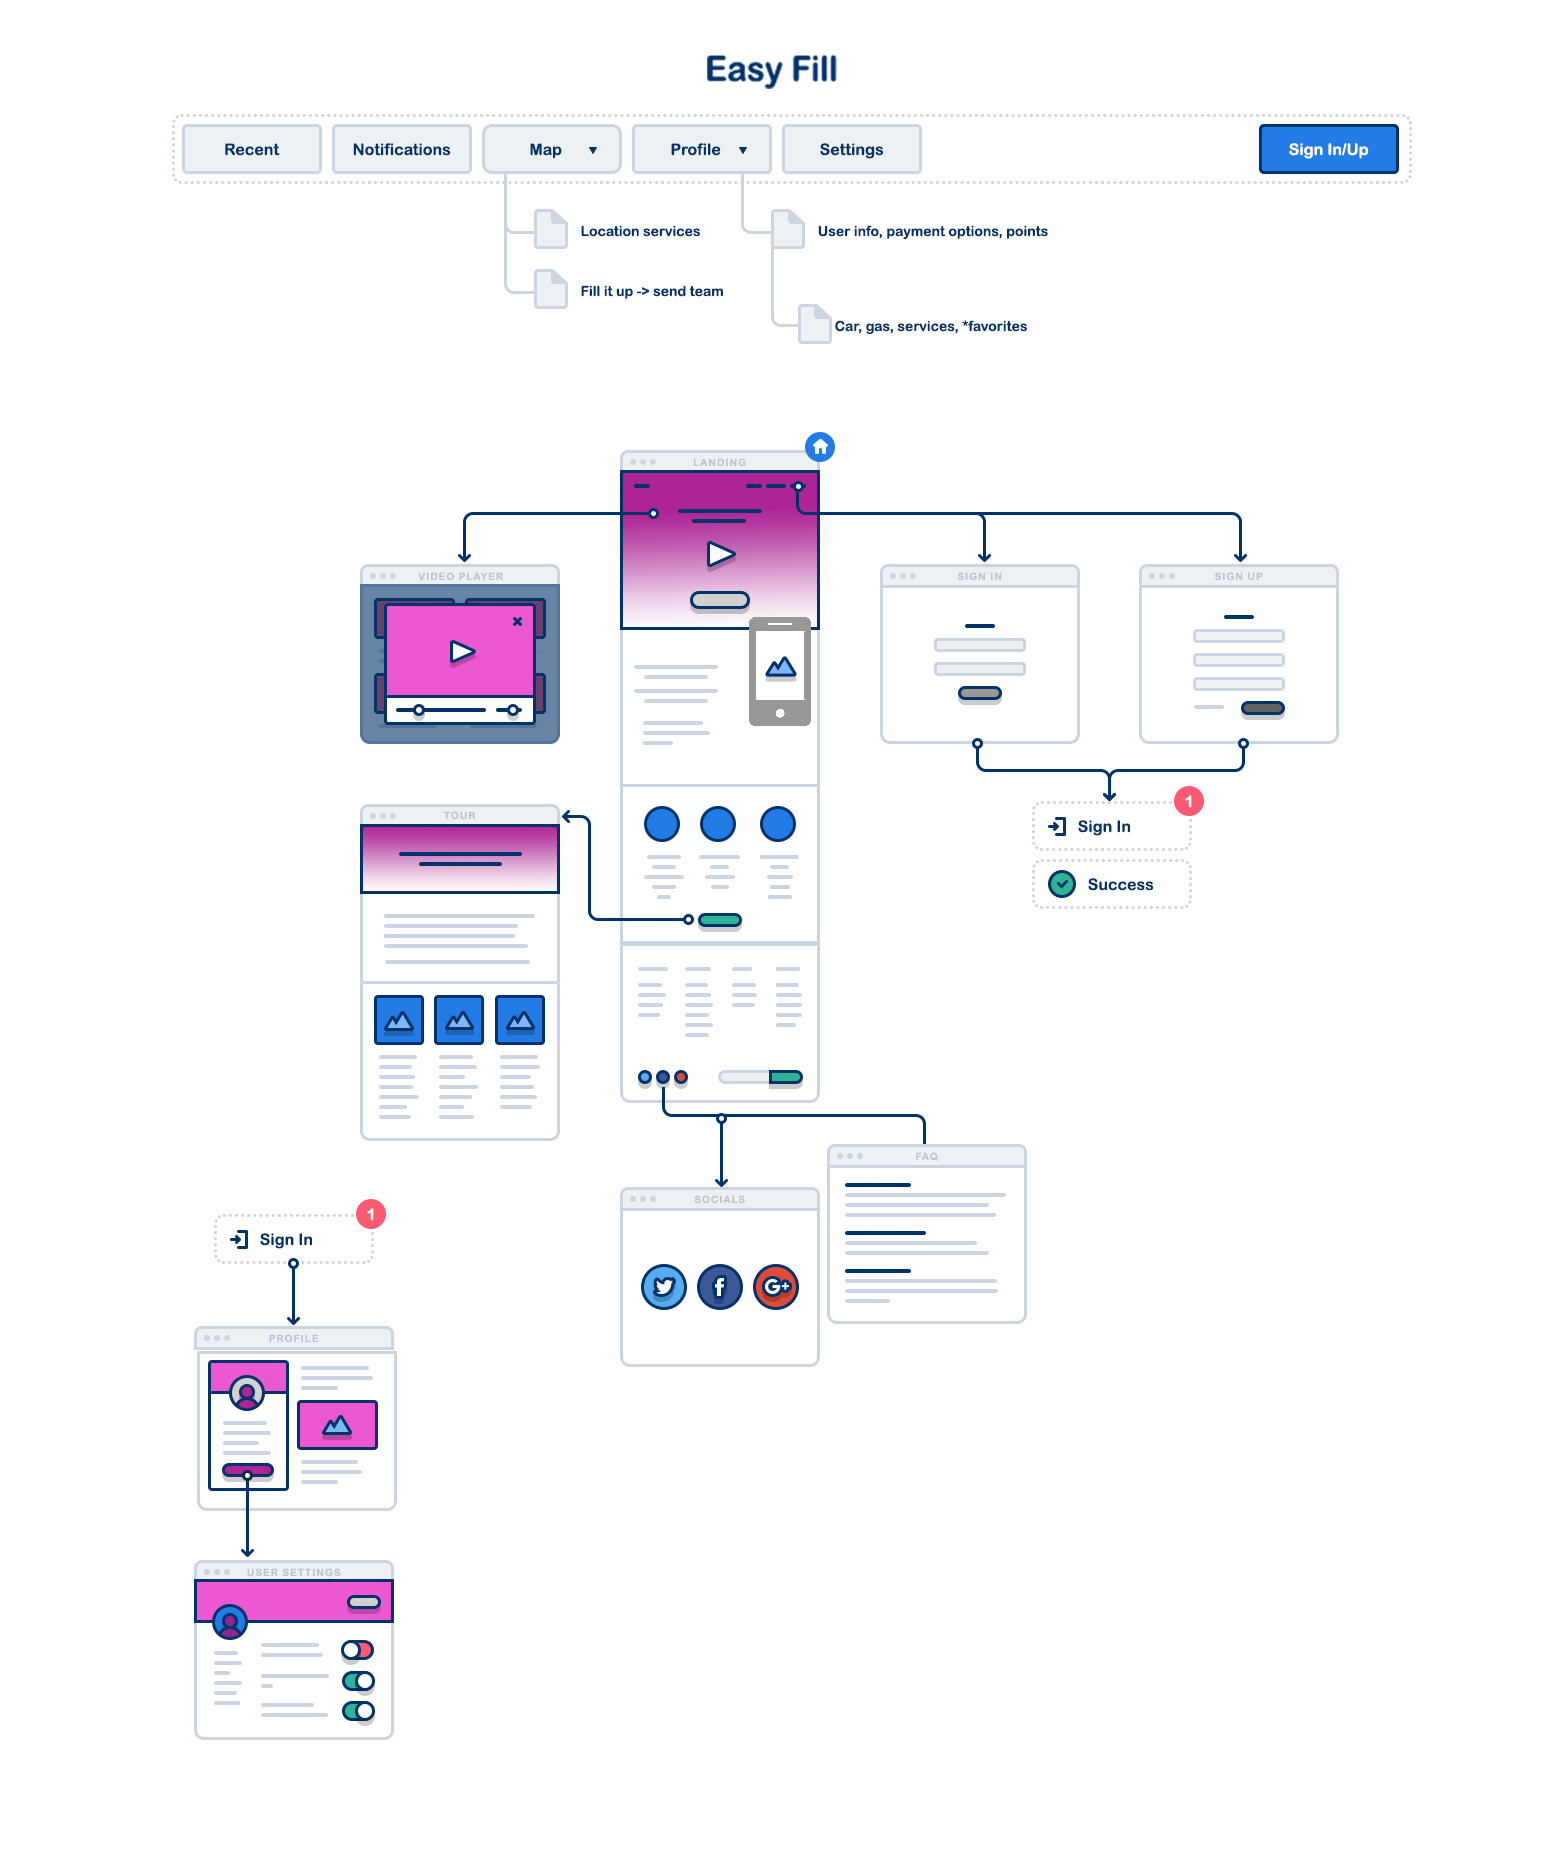 Easy Fill
Recent
Notifications
Map
Profile
Settings
Sign In/Up
Location services
User info, payment options, points
Fill it up -> send team
Car, gas, services, *favorites
LANDING
VIDEO PLAYER
SIGN IN
SIGN UP
1
Sign In
Success
TOUR
FAQ
SOCIALS
1
Sign In
PROFILE
USER SETTINGS